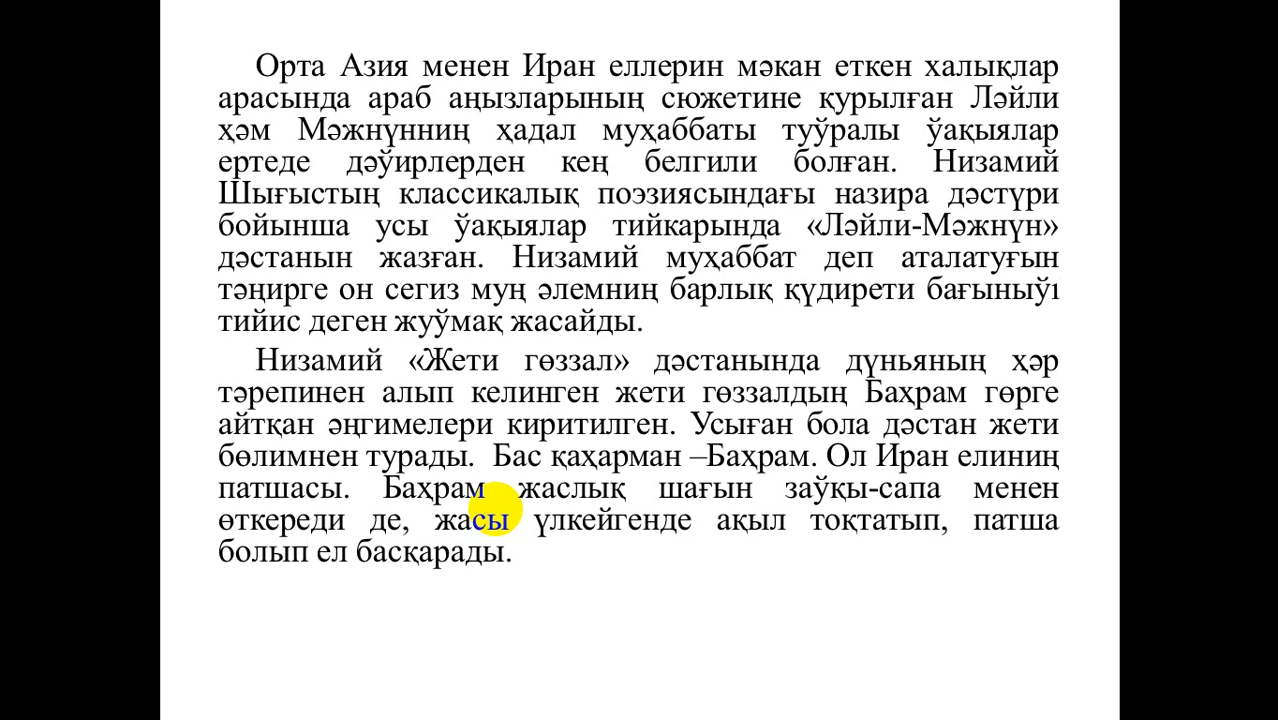 Орта Азия менен Иран еллерин мәкан еткен халықлар
арасында араб аңызларының сюжетине қурылған Ләйли
ҳәм Мәжнүнниң ҳадал муҳаббаты туўралы ўақыялар
ертеде дәўирлерден кең белгили болған. Низамий
Шығыстың классикалық поэзиясындағы назира дәстүри
бойынша усы ўақыялар тийкарында «Ләйли-Мәжнүн»
дәстанын жазған. Низамий муҳаббат деп аталатуғын
тәңирге он сегиз муң әлемниң барлық қүдирети бағыныўı
тийис деген жуўмақ жасайды.
Низамий «Жети гөззал» дәстанында дүньяның ҳәр
тәрепинен алып келинген жети гөззалдың Баҳрам гөрге
айтқан әңгимелери киритилген. Усыған бола дәстан жети
бөлимнен турады. Бас қаҳарман –Баҳрам. Ол Иран елиниң
патшасы. Баҳрам жаслық шағын заўқы-сапа менен
өткереди де, жасы үлкейгенде ақыл тоқтатып, патша
болып ел басқарады.